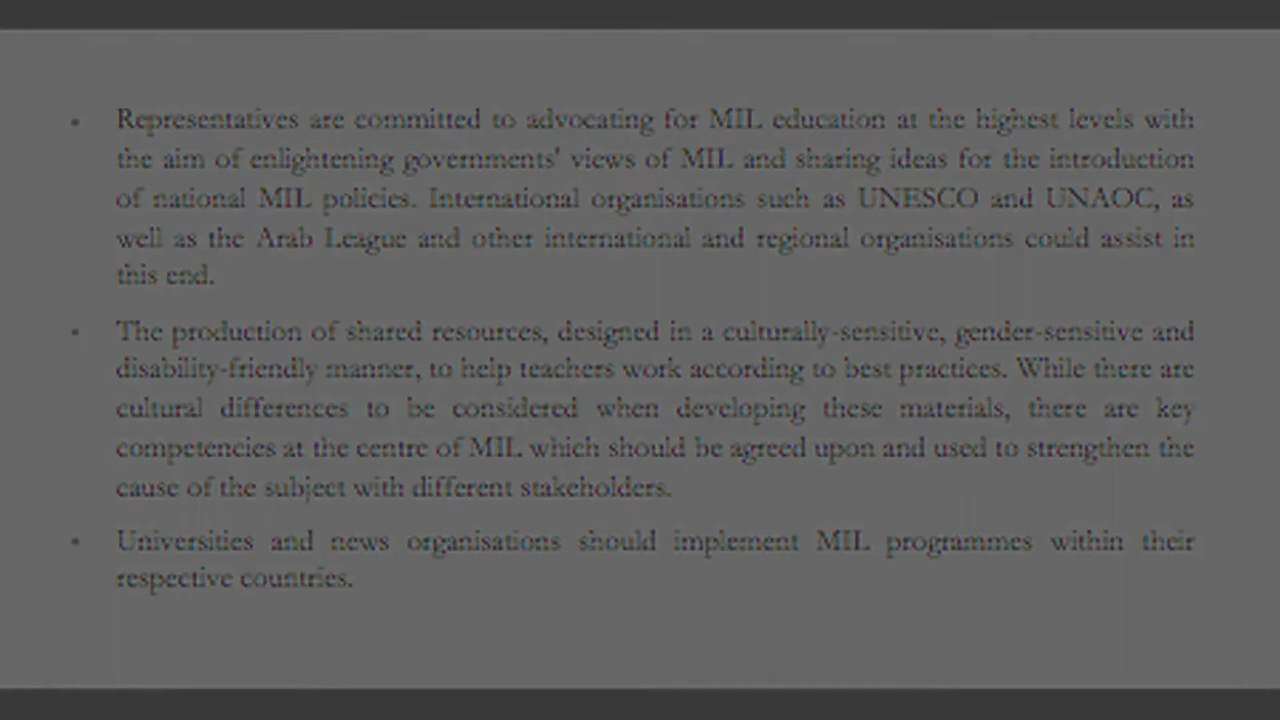 • Representatives are committed to advocating for MIL education at the highest levels with
the aim of enlightening governments' views of MIL and sharing ideas for the introduction
of national MIL policies. International organisations such as UNESCO and UNAOC, as
well as the Arab League and other international and regional organisations could assist in
this end.
• The production of shared resources, designed in a culturally-sensitive, gender-sensitive and
disability-friendly manner, to help teachers work according to best practices. While there are
cultural differences to be considered when developing these materials, there are key
competencies at the centre of MIL which should be agreed upon and used to strengthen the
cause of the subject with different stakeholders.
• Universities and news organisations should implement MIL programmes within their
respective countries.